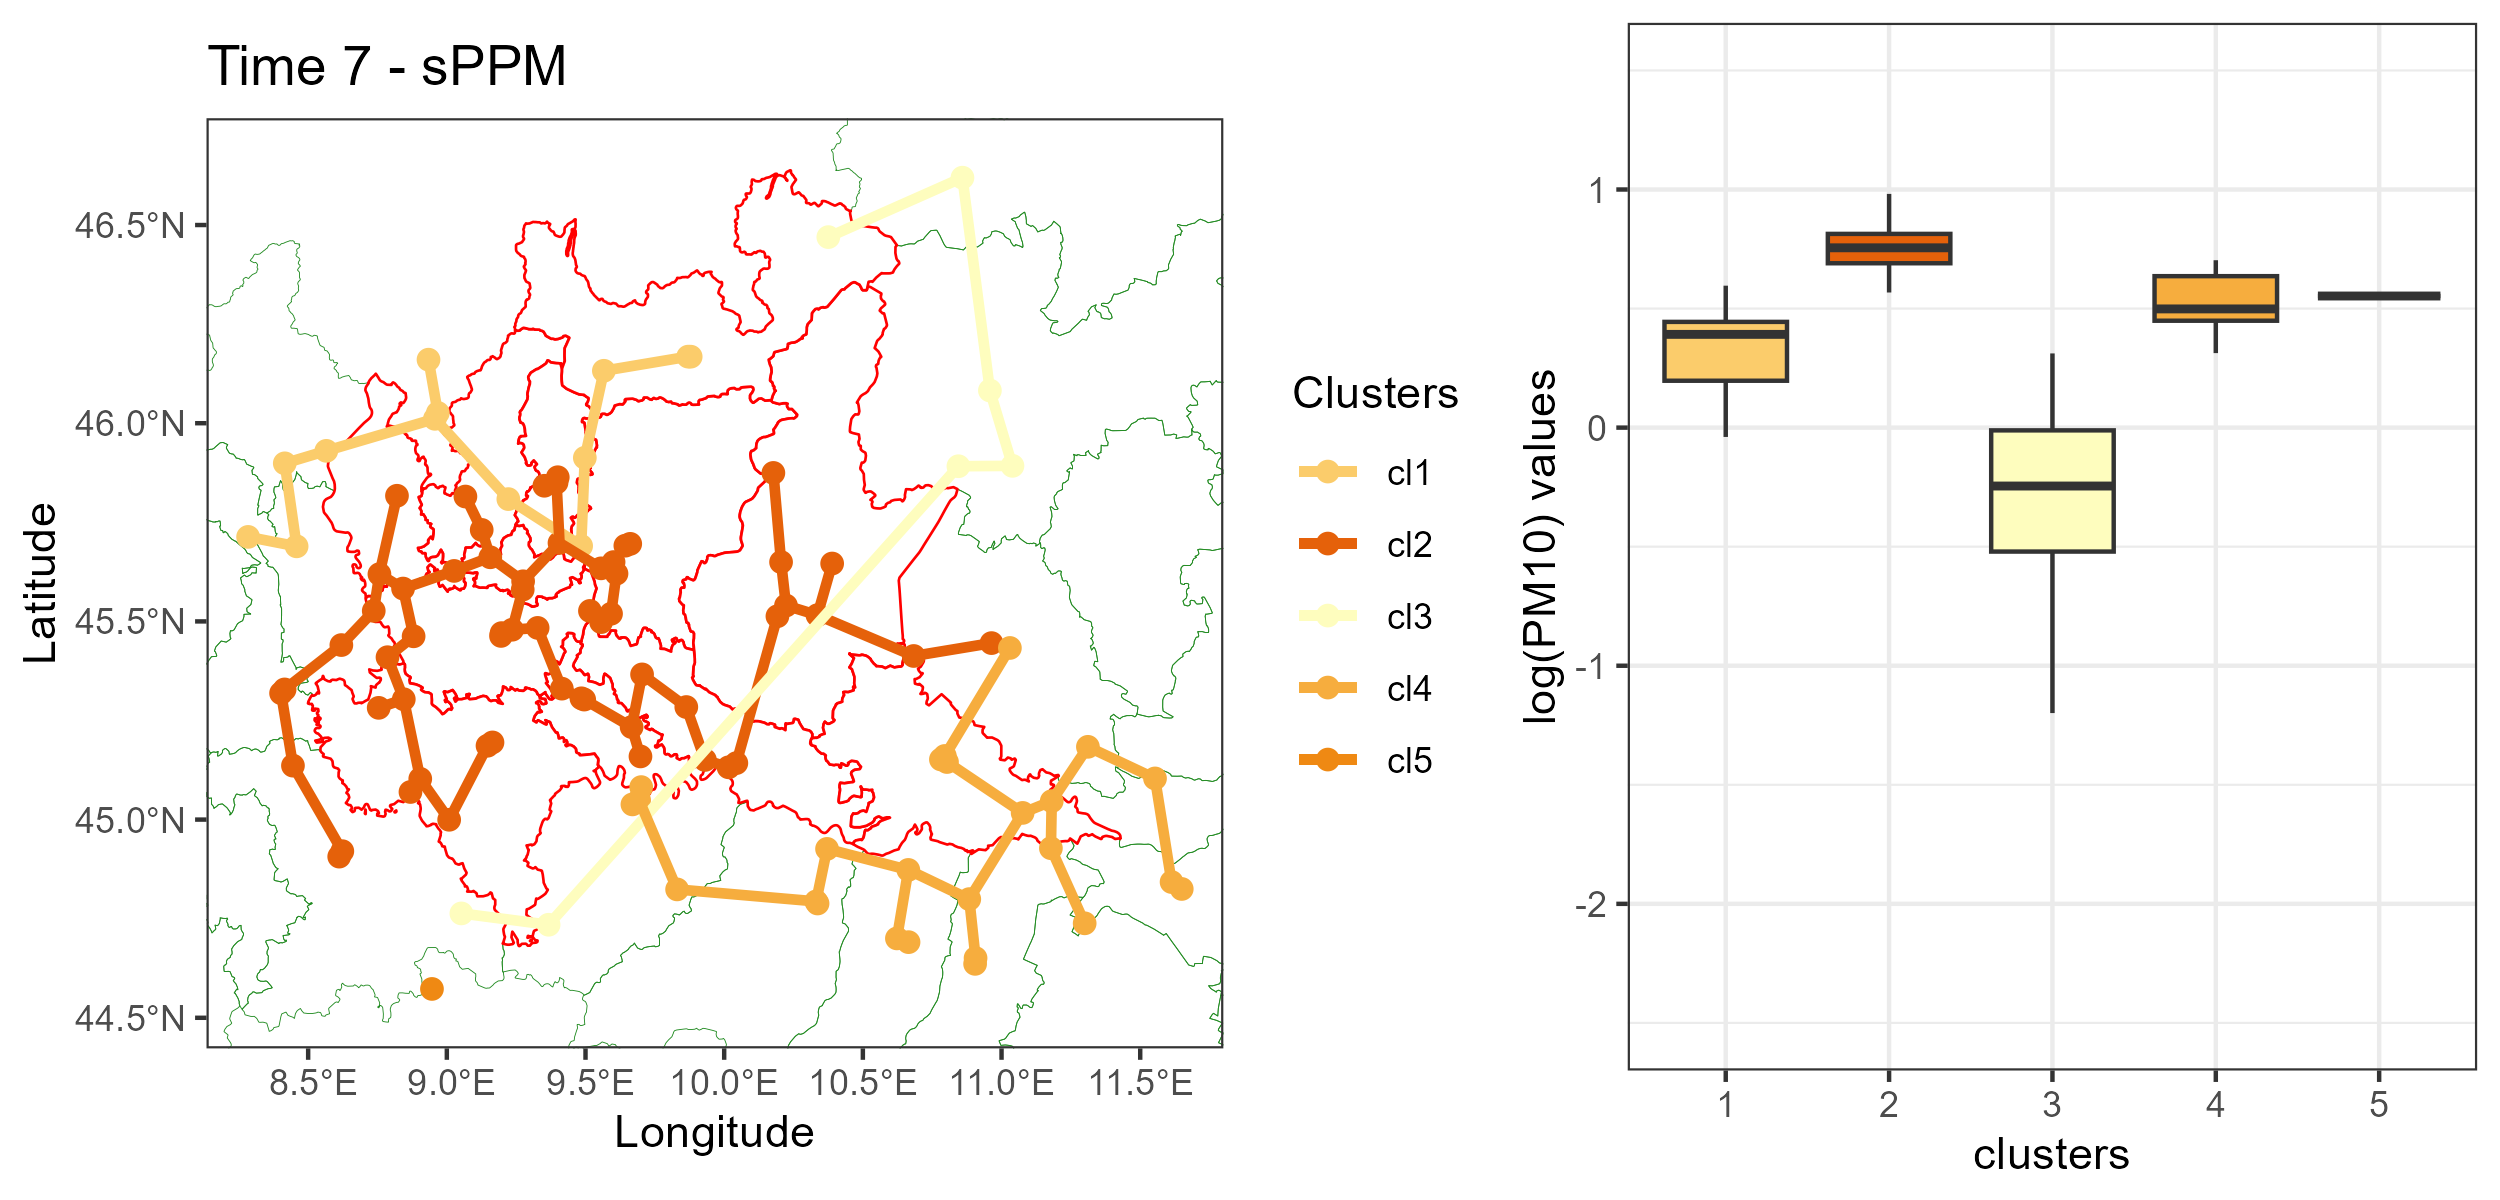 Time 7 - sPPM
46.5°N
46.0°N
45.5°N
45.0°N
44.5°N
Latitude
8.5°E 9.0°E 9.5°E 10.0°E 10.5°E 11.0°E 11.5°E
Longitude
Clusters
cl1
cl2
cl3
cl4
cl5
log(PM10) values
1
0
-1
-2
1 2 3 4 5
clusters